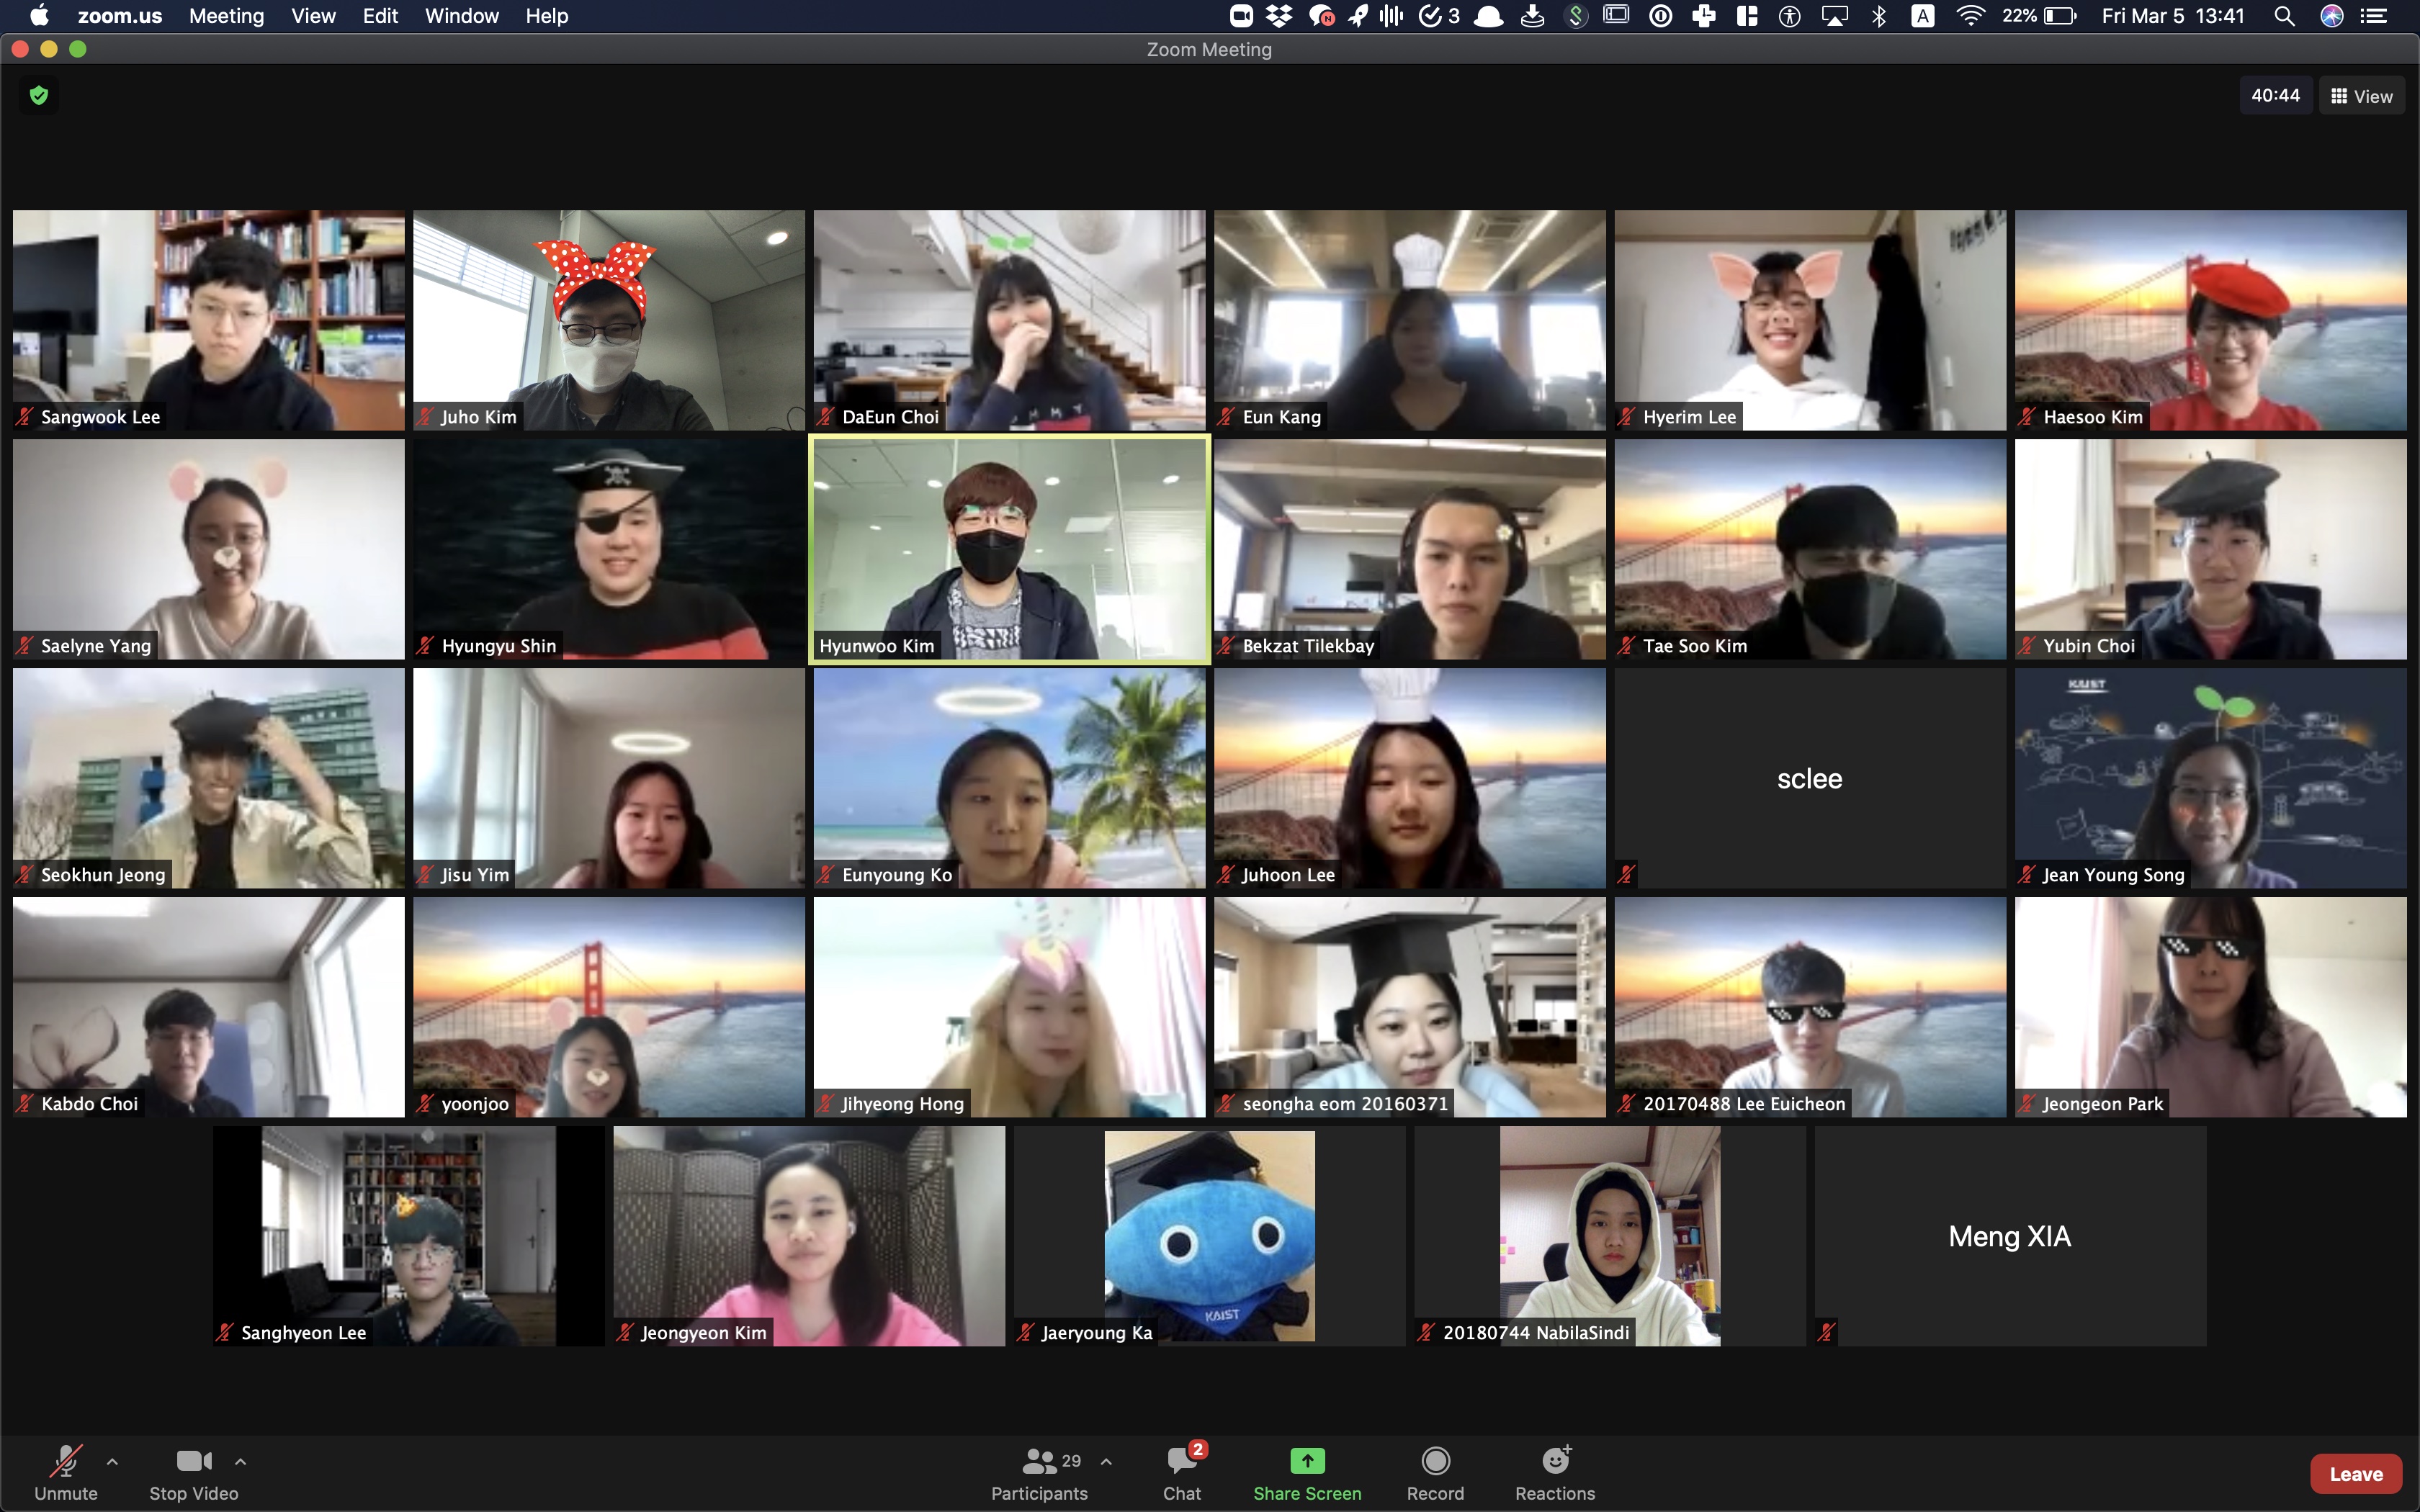 zoom.us Meeting View Edit Window Help 3 A 22% Fri Mar 5 13:41
Zoom Meeting
40:44 View
Sangwook Lee
Juho Kim
DaEun Choi
Eun Kang
Hyerim Lee
Haesoo Kim
Saelyne Yang
Hyungyu Shin
Hyunwoo Kim
Bekzat Tilekbay
Tae Soo Kim
Yubin Choi
Seokhun Jeong
Jisu Yim
Eunyoung Ko
Juhoon Lee
sclee
KAIST
Jean Young Song
Kabdo Choi
yoonjoo
Jihyeong Hong
seongha eom 20160371
20170488 Lee Euicheon
Jeongeon Park
Sanghyeon Lee
Jeongyeon Kim
KAIST
Jaeryoung Ka
20180744 NabilaSindi
Meng XIA
Unmute
Stop Video
29
Participants
2
Chat
Share Screen
Record
Reactions
Leave